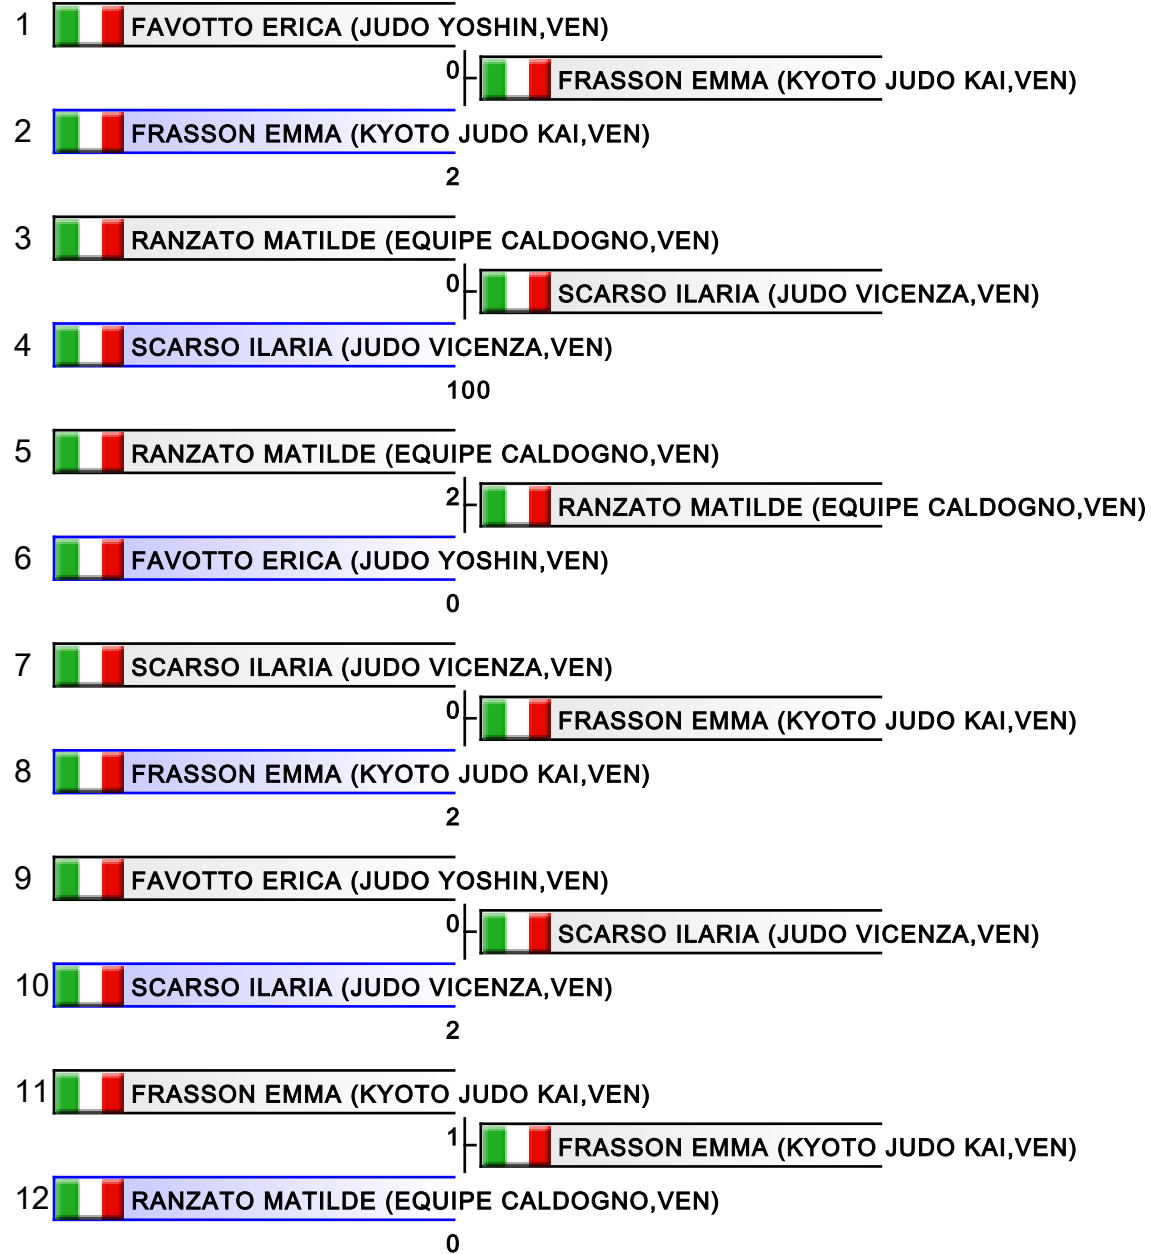 1 FAVOTTO ERICA (JUDO YOSHIN,VEN)
0 FRASSON EMMA (KYOTO JUDO KAI,VEN)
2 FRASSON EMMA (KYOTO JUDO KAI,VEN)
2
3 RANZATO MATILDE (EQUIPE CALDOGNO,VEN)
0 SCARSO ILARIA (JUDO VICENZA,VEN)
4 SCARSO ILARIA (JUDO VICENZA,VEN)
100
5 RANZATO MATILDE (EQUIPE CALDOGNO,VEN)
2 RANZATO MATILDE (EQUIPE CALDOGNO,VEN)
6 FAVOTTO ERICA (JUDO YOSHIN,VEN)
0
7 SCARSO ILARIA (JUDO VICENZA,VEN)
0 FRASSON EMMA (KYOTO JUDO KAI,VEN)
8 FRASSON EMMA (KYOTO JUDO KAI,VEN)
2
9 FAVOTTO ERICA (JUDO YOSHIN,VEN)
0 SCARSO ILARIA (JUDO VICENZA,VEN)
10 SCARSO ILARIA (JUDO VICENZA,VEN)
2
11 FRASSON EMMA (KYOTO JUDO KAI,VEN)
1 FRASSON EMMA (KYOTO JUDO KAI,VEN)
12 RANZATO MATILDE (EQUIPE CALDOGNO,VEN)
0